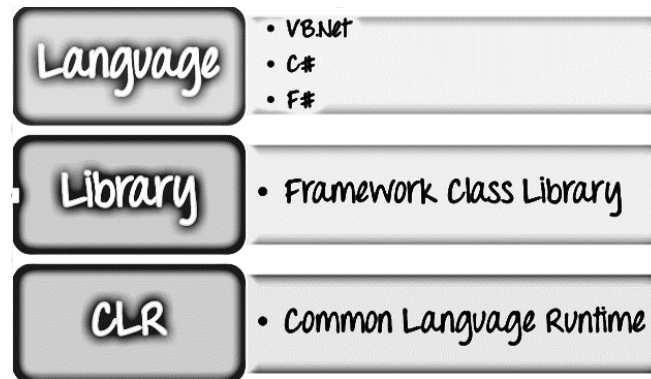 Language
• VB.Net
• C#
• F#
Library
• Framework Class Library
CLR
• Common Language Runtime